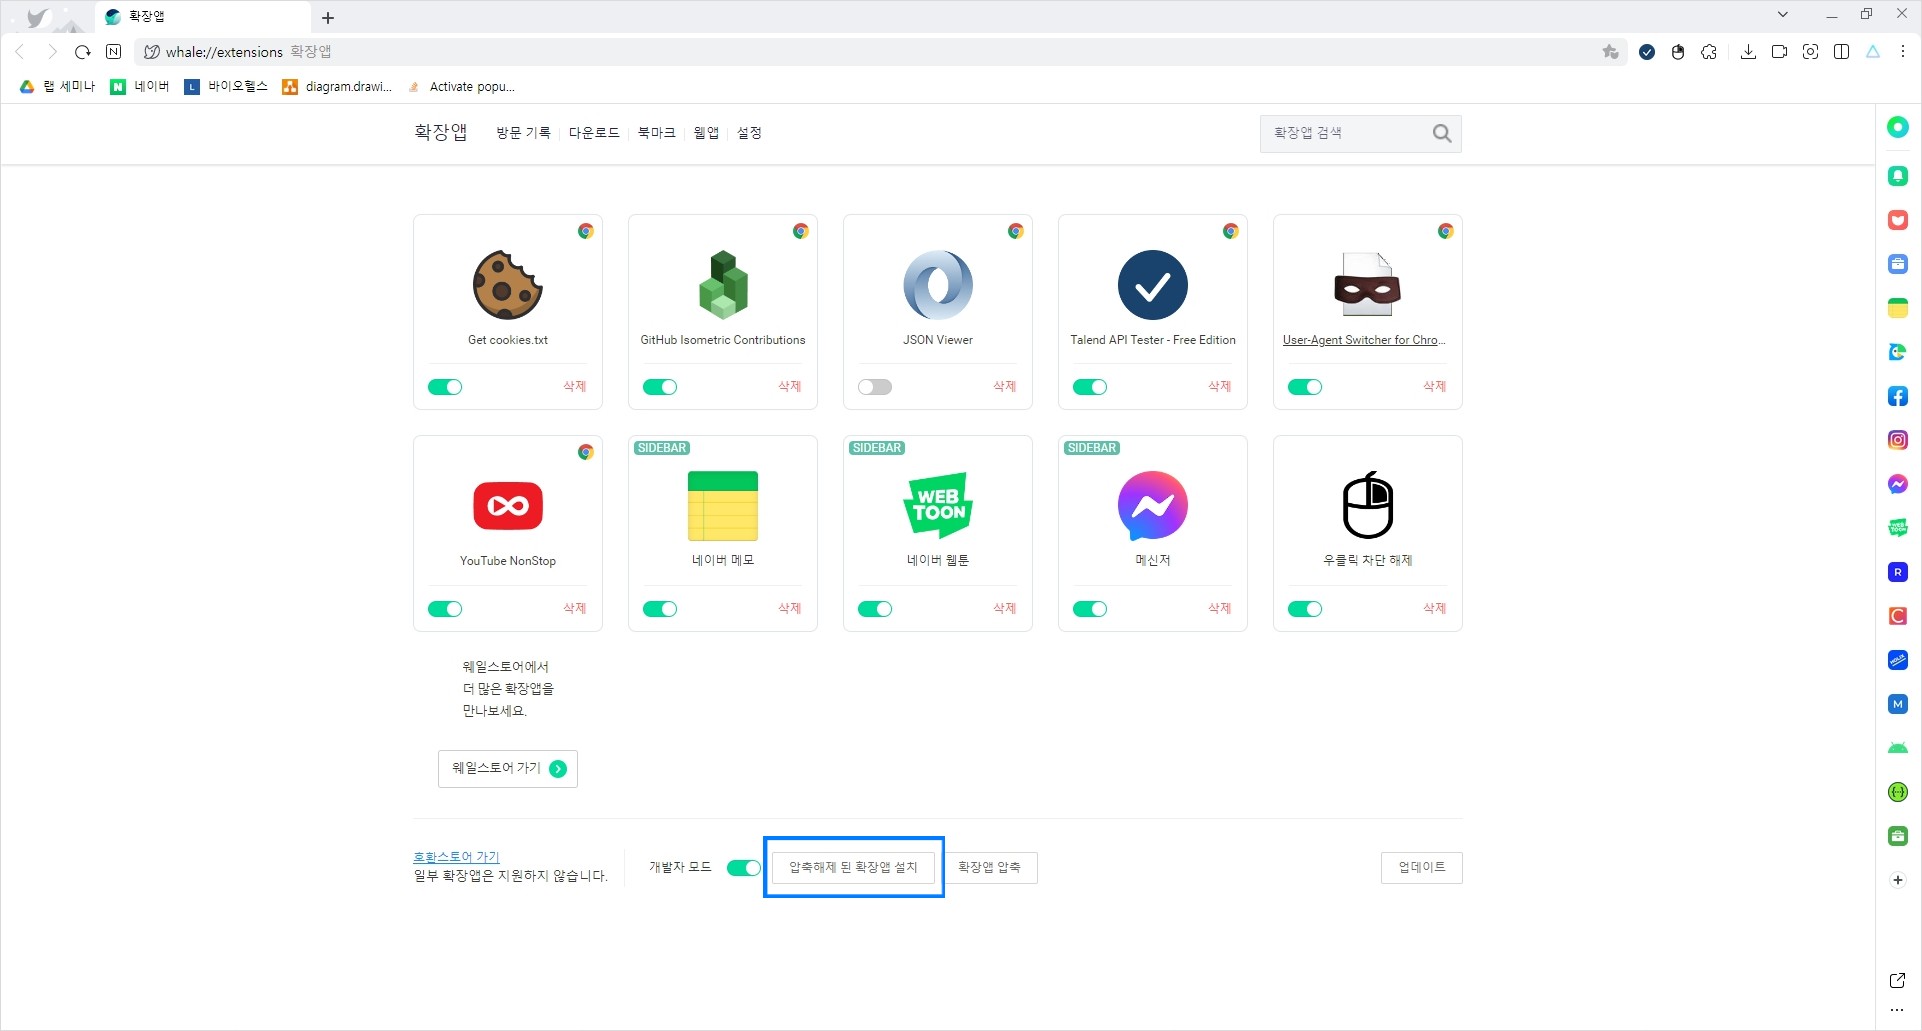 확장앱
whale://extensions 확장앱
랩 세미나 네이버 바이오헬스 diagram.drawi... Activate popu...
확장앱 방문 기록 다운로드 북마크 웹앱 설정 확장앱 검색
Get cookies.txt GitHub Isometric Contributions JSON Viewer Talend API Tester - Free Edition User-Agent Switcher for Chro...
삭제 삭제 삭제 삭제 삭제
SIDEBAR SIDEBAR SIDEBAR
WEB
TOON
YouTube NonStop 네이버 메모 네이버 웹툰 메신저 우클릭 차단 해제
삭제 삭제 삭제 삭제 삭제
웨일스토어에서
더 많은 확장앱을
만나보세요.
웨일스토어 가기
호환스토어 가기
일부 확장앱은 지원하지 않습니다.
개발자 모드 압축해제 된 확장앱 설치 확장앱 압축 업데이트
WEB
TOON
R
C
M